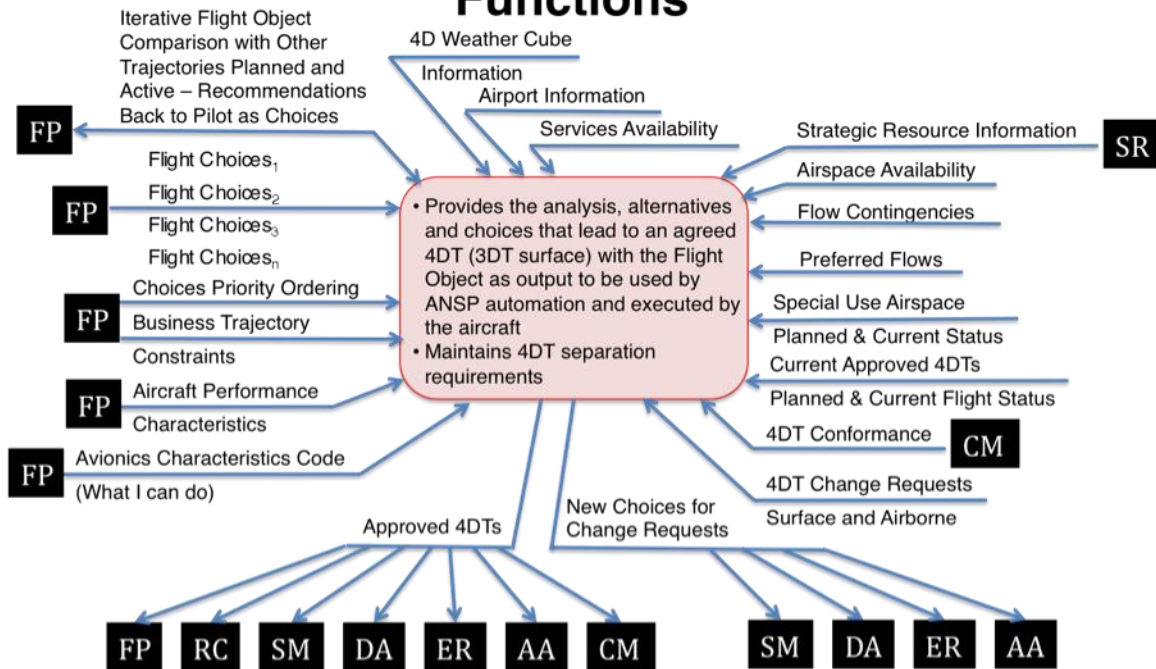 Functions
Iterative Flight Object
Comparison with Other
Trajectories Planned and
Active – Recommendations
Back to Pilot as Choices
FP
4D Weather Cube
Information
Airport Information
Services Availability
Strategic Resource Information
SR
Airspace Availability
Flow Contingencies
Preferred Flows
Special Use Airspace
Planned & Current Status
Current Approved 4DTs
Planned & Current Flight Status
4DT Conformance
CM
4DT Change Requests
Surface and Airborne
Flight Choices1
FP
Flight Choices2
Flight Choices3
Flight Choicesn
FP
Choices Priority Ordering
Business Trajectory
Constraints
FP
Aircraft Performance
Characteristics
FP
Avionics Characteristics Code
(What I can do)
• Provides the analysis, alternatives
and choices that lead to an agreed
4DT (3DT surface) with the Flight
Object as output to be used by
ANSP automation and executed by
the aircraft
• Maintains 4DT separation
requirements
Approved 4DTs
New Choices for
Change Requests
FP RC SM DA ER AA CM
SM DA ER AA